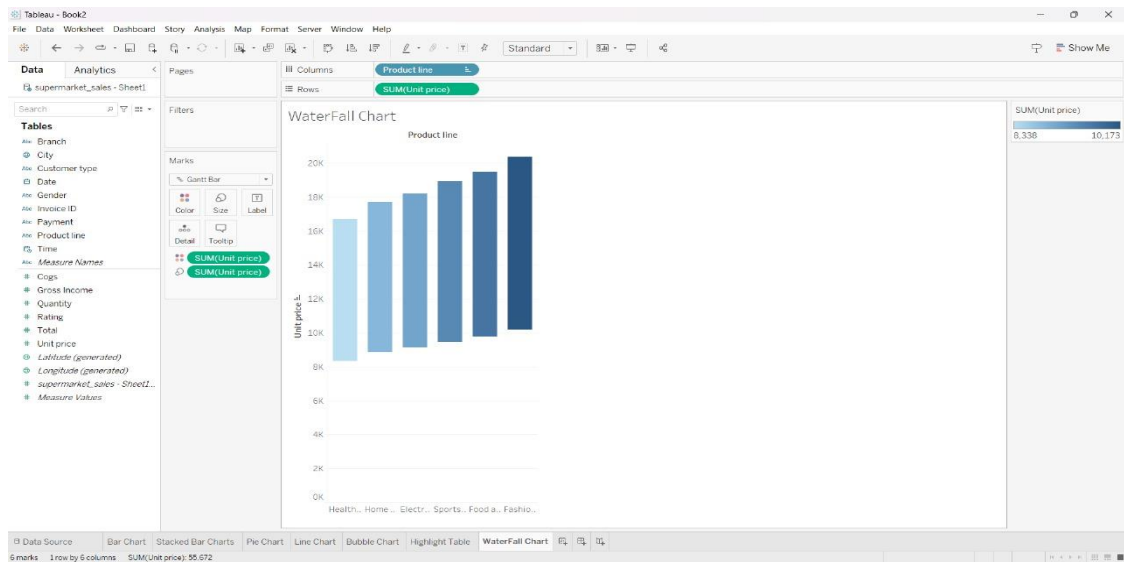 Tableau - Book2
File Data Worksheet Dashboard Story Analysis Map Format Server Window Help
Standard
Show Me
Data Analytics
Pages
Columns
Product line
supermarket_sales - Sheet1
Rows
SUM(Unit price)
Search
Filters
WaterFall Chart
SUM(Unit price)
8,338 10,173
Tables
Abc Branch
City
Abc Customer type
Date
Abc Gender
Abc Invoice ID
Abc Payment
Abc Product line
Time
Abc Measure Names
# Cogs
# Gross Income
# Quantity
# Rating
# Total
# Unit price
Latitude (generated)
Longitude (generated)
# supermarket_sales - Sheet1...
# Measure Values
Marks
Gantt Bar
Color Size Label
Detail Tooltip
SUM(Unit price)
SUM(Unit price)
Product line
Unit price
20K
18K
16K
14K
12K
10K
8K
6K
4K
2K
0K
Health.. Home .. Electr.. Sports.. Food a.. Fashio..
Data Source Bar Chart Stacked Bar Charts Pie Chart Line Chart Bubble Chart Highlight Table WaterFall Chart
6 marks 1 row by 6 columns SUM(Unit price): 55,672